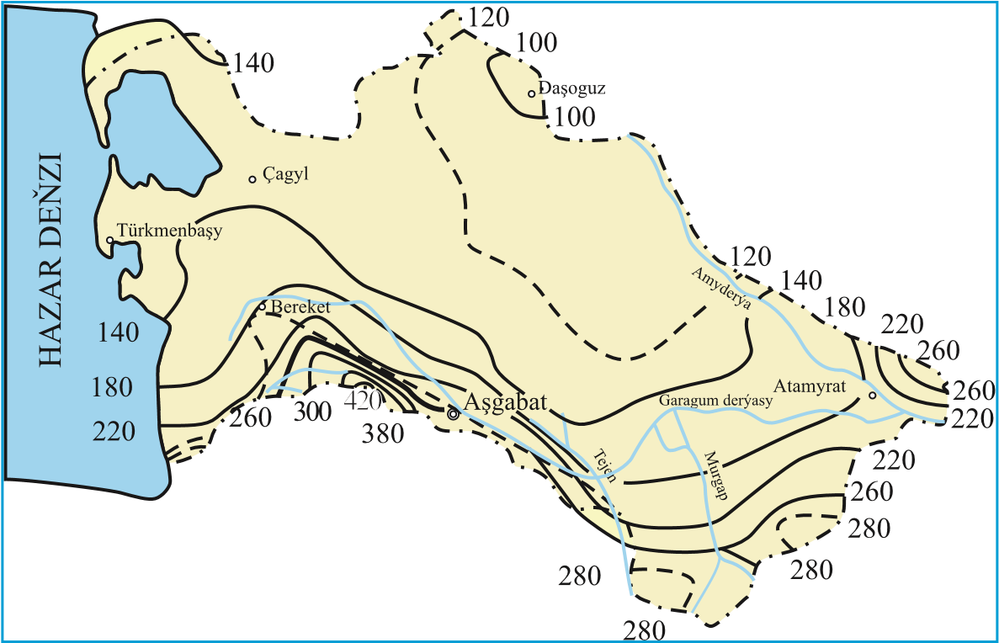 120
100
140
Daşoguz
100
Çagyl
HAZAR DEŇZI
Türkmenbaşy
120
Amyderýa
140
180
Bereket
140
220
260
180
Atamyrat
260
Aşgabat
Garagum derýasy
420
260
300
220
220
380
Tejen
Murgap
220
260
280
280
280
280